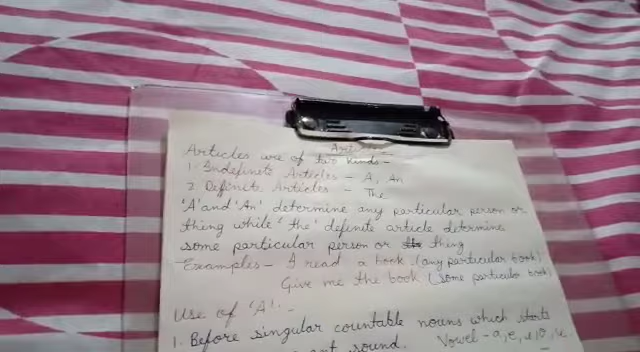 Art
Articles are of two kinds-
1. Indefinite Articles - A, An
2. Definite Articles - The
'A' and 'An' determine any particular person or
thing while 'the' definite article determine
some particular person or thing
Examples- I read a book. (any particular book)
Give me the book (some particular book)
Use of 'A'. -
1. Before singular countable nouns which starts
sound. Vowel - a, e, i, o, u.